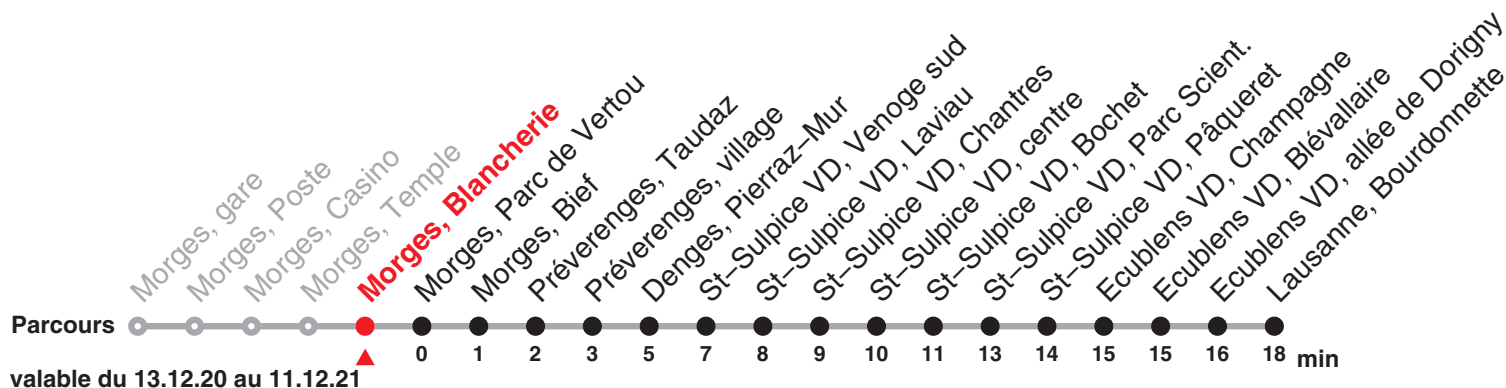 Morges, gare
Morges, Poste
Morges, Casino
Morges, Temple
Morges, Blancherie
Morges, Parc de Vertou
Morges, Bief
Préverenges, Taudaz
Préverenges, village
Denges, Pierraz–Mur
St–Sulpice VD, Venoge sud
St–Sulpice VD, Laviau
St–Sulpice VD, Chantres
St–Sulpice VD, centre
St–Sulpice VD, Bochet
St–Sulpice VD, Parc Scient.
St–Sulpice VD, Pâqueret
Ecublens VD, Champagne
Ecublens VD, Blévallaire
Ecublens VD, allée de Dorigny
Lausanne, Bourdonnette
Parcours
0 1 2 3 5 7 8 9 10 11 13 14 15 15 16 18 min
valable du 13.12.20 au 11.12.21